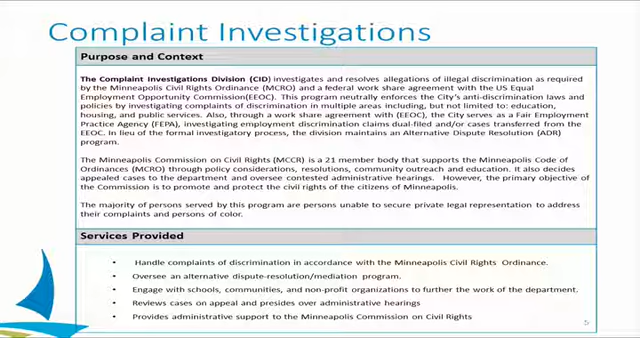 Complaint Investigations
Purpose and Context
The Complaint Investigations Division (CID) investigates and resolves allegations of illegal discrimination as required
by the Minneapolis Civil Rights Ordinance (MCRO) and a federal work share agreement with the US Equal
Employment Opportunity Commission(EEOC). This program neutrally enforces the City's anti-discrimination laws and
policies by investigating complaints of discrimination in multiple areas including, but not limited to: education,
housing, and public services. Also, through a work share agreement with (EEOC), the City serves as a Fair Employment
Practice Agency (FEPA), investigating employment discrimination claims dual-filed and/or cases transferred from the
EEOC. In lieu of the formal investigatory process, the division maintains an Alternative Dispute Resolution (ADR)
program.
The Minneapolis Commission on Civil Rights (MCCR) is a 21 member body that supports the Minneapolis Code of
Ordinances (MCRO) through policy considerations, resolutions, community outreach and education. It also decides
appealed cases to the department and oversee contested administrative hearings. However, the primary objective of
the Commission is to promote and protect the civil rights of the citizens of Minneapolis.
The majority of persons served by this program are persons unable to secure private legal representation to address
their complaints and persons of color.
Services Provided
• Handle complaints of discrimination in accordance with the Minneapolis Civil Rights Ordinance.
• Oversee an alternative dispute-resolution/mediation program.
• Engage with schools, communities, and non-profit organizations to further the work of the department.
• Reviews cases on appeal and presides over administrative hearings
• Provides administrative support to the Minneapolis Commission on Civil Rights
5